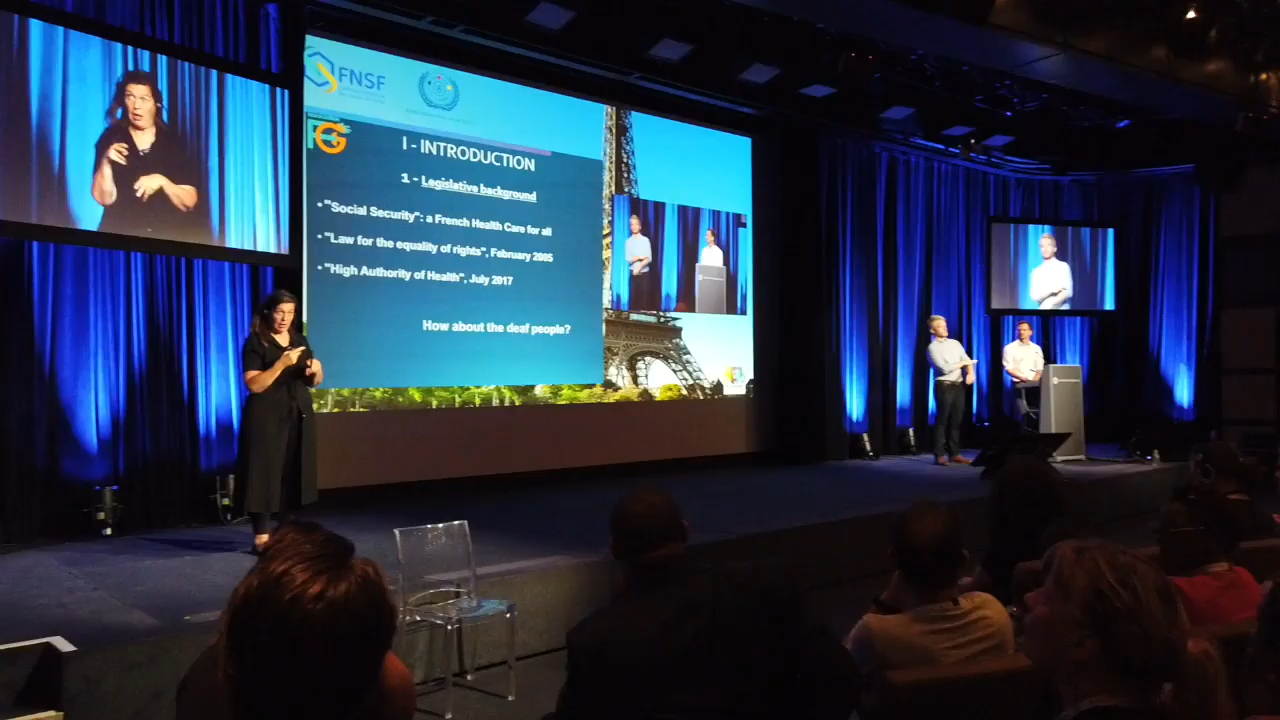 FNSF
FG
I - INTRODUCTION
1 - Legislative background
• "Social Security": a French Health Care for all
• "Law for the equality of rights", February 2005
• "High Authority of Health", July 2017
How about the deaf people?